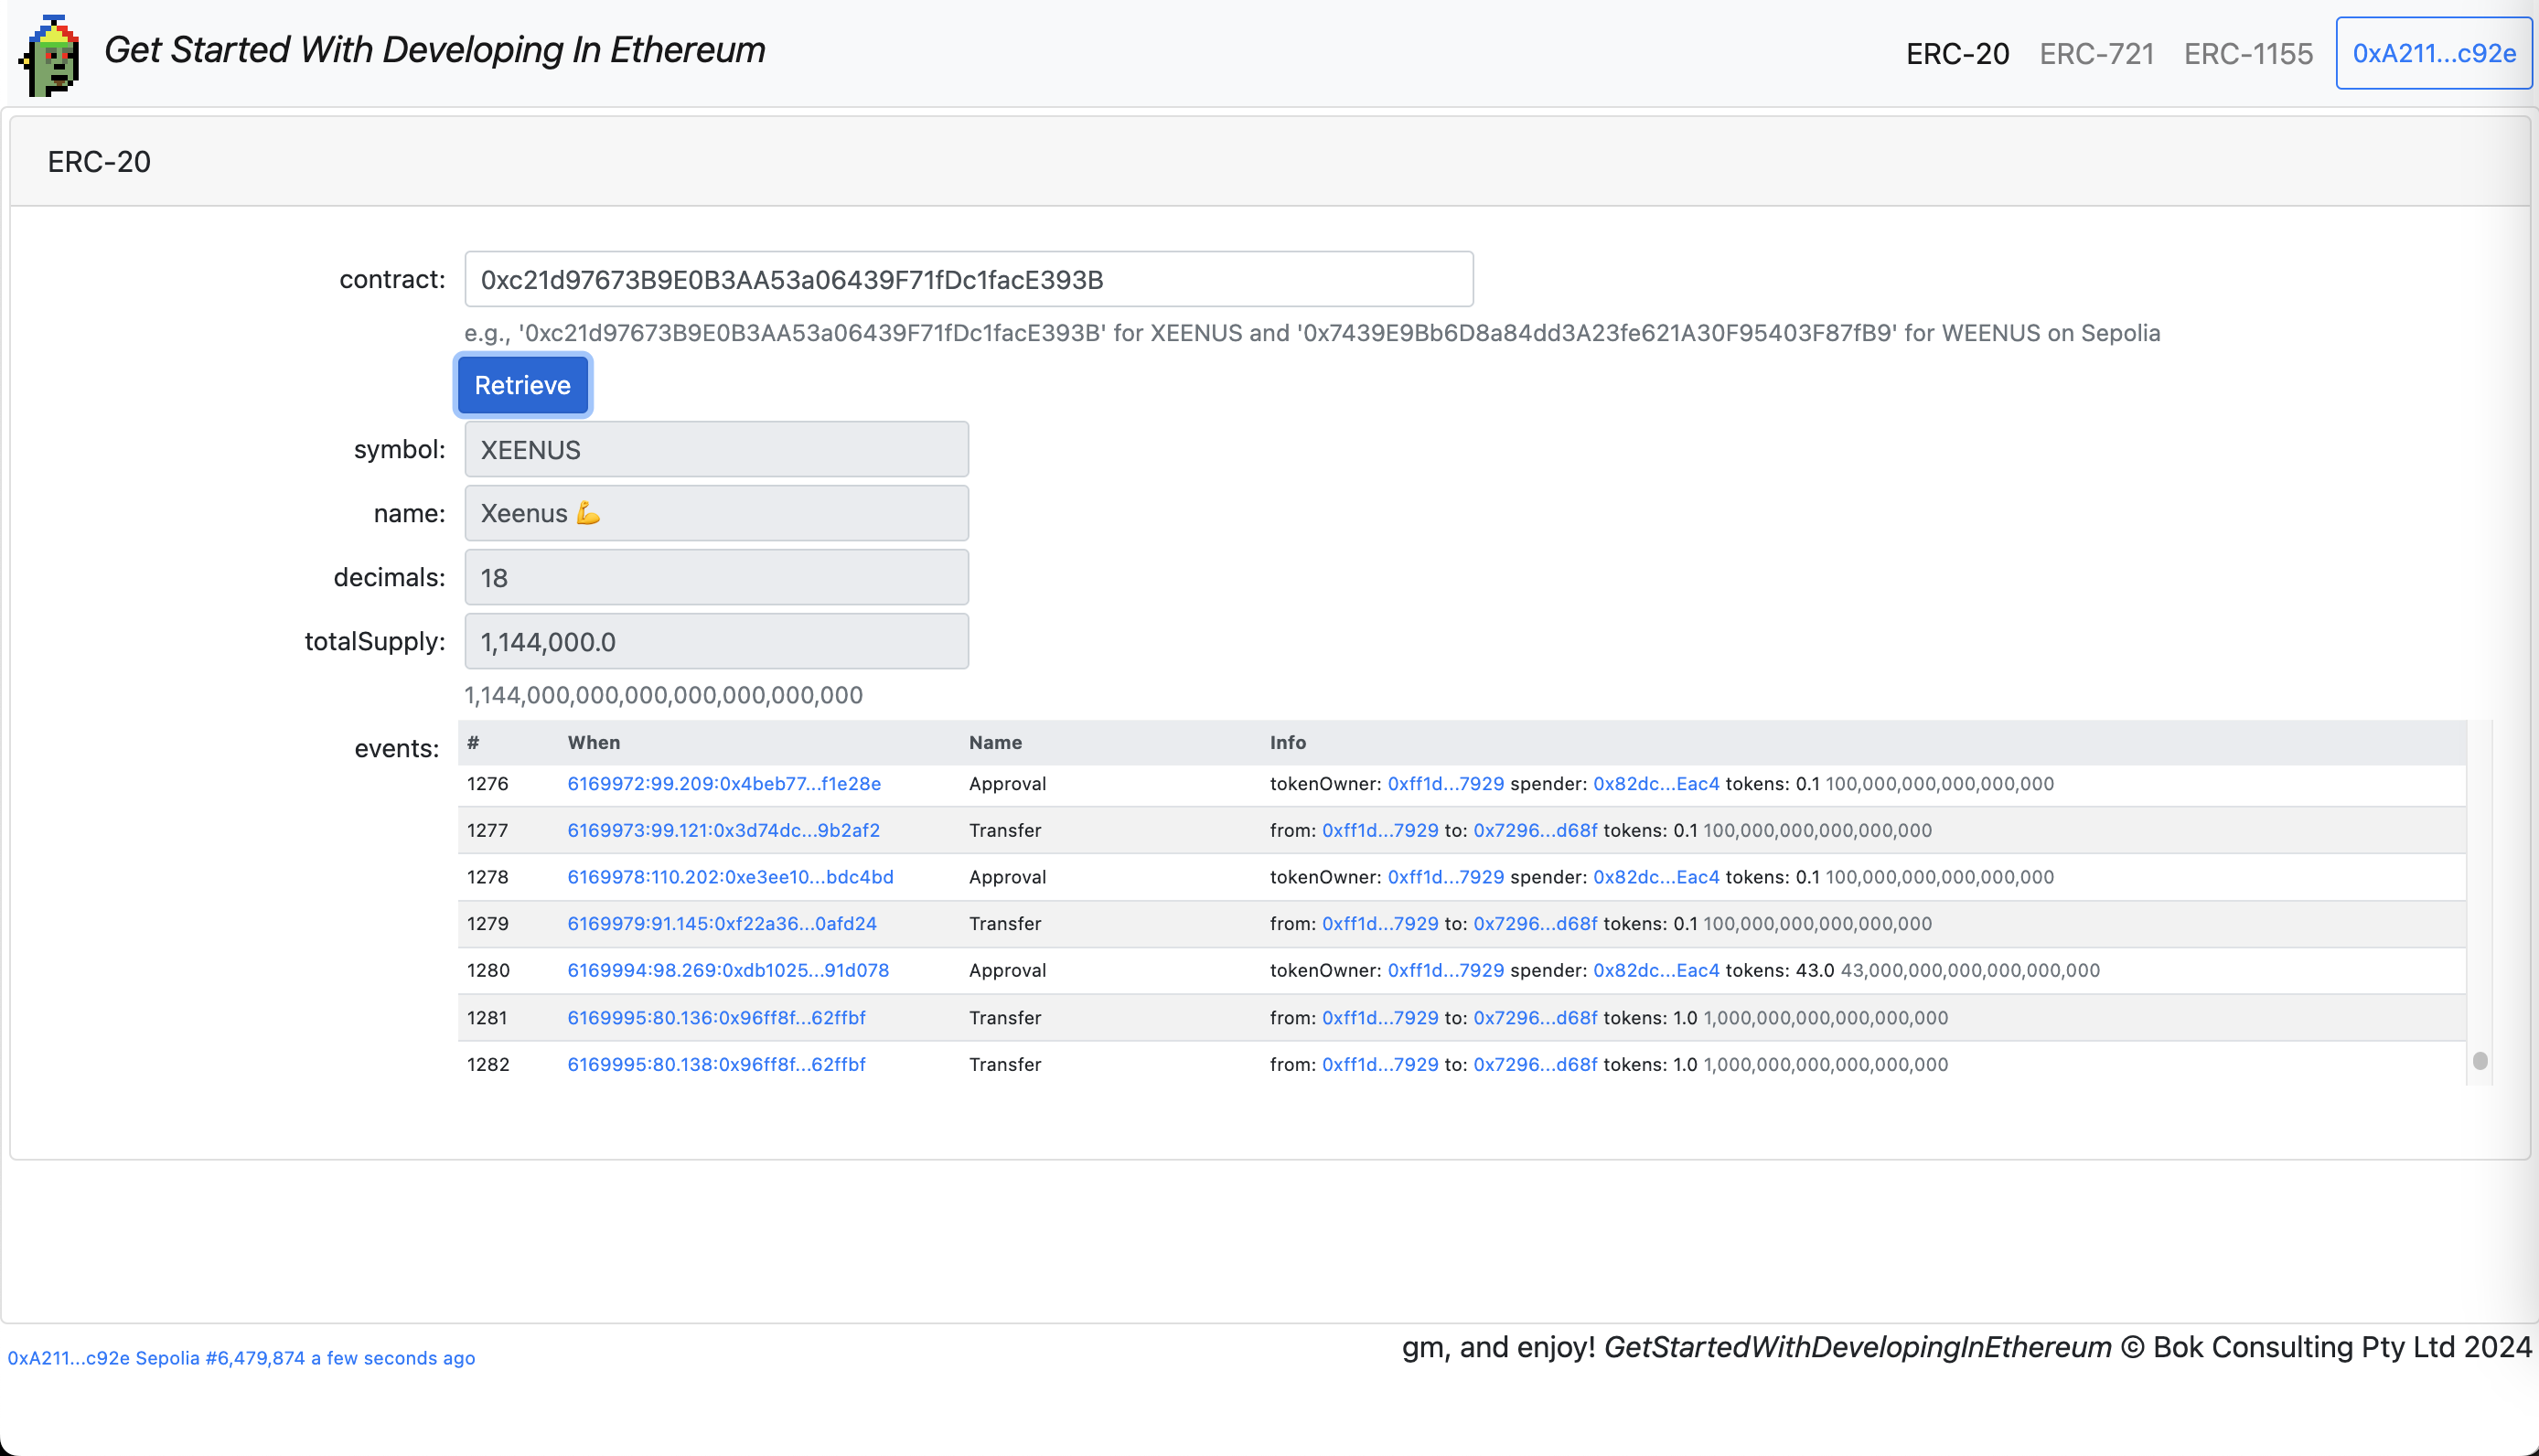 Get Started With Developing In Ethereum
ERC-20 ERC-721 ERC-1155 0xA211...c92e
ERC-20
contract: 0xc21d97673B9E0B3AA53a06439F71fDc1facE393B
e.g., '0xc21d97673B9E0B3AA53a06439F71fDc1facE393B' for XEENUS and '0x7439E9Bb6D8a84dd3A23fe621A30F95403F87fB9' for WEENUS on Sepolia
Retrieve
symbol: XEENUS
name: Xeenus 💪
decimals: 18
totalSupply: 1,144,000.0
1,144,000,000,000,000,000,000,000
events: # When Name Info
1276 6169972:99.209:0x4beb77...f1e28e Approval tokenOwner: 0xff1d...7929 spender: 0x82dc...Eac4 tokens: 0.1 100,000,000,000,000,000
1277 6169973:99.121:0x3d74dc...9b2af2 Transfer from: 0xff1d...7929 to: 0x7296...d68f tokens: 0.1 100,000,000,000,000,000
1278 6169978:110.202:0xe3ee10...bdc4bd Approval tokenOwner: 0xff1d...7929 spender: 0x82dc...Eac4 tokens: 0.1 100,000,000,000,000,000
1279 6169979:91.145:0xf22a36...0afd24 Transfer from: 0xff1d...7929 to: 0x7296...d68f tokens: 0.1 100,000,000,000,000,000
1280 6169994:98.269:0xdb1025...91d078 Approval tokenOwner: 0xff1d...7929 spender: 0x82dc...Eac4 tokens: 43.0 43,000,000,000,000,000,000
1281 6169995:80.136:0x96ff8f...62ffbf Transfer from: 0xff1d...7929 to: 0x7296...d68f tokens: 1.0 1,000,000,000,000,000,000
1282 6169995:80.138:0x96ff8f...62ffbf Transfer from: 0xff1d...7929 to: 0x7296...d68f tokens: 1.0 1,000,000,000,000,000,000
gm, and enjoy! GetStartedWithDevelopingInEthereum © Bok Consulting Pty Ltd 2024
0xA211...c92e Sepolia #6,479,874 a few seconds ago